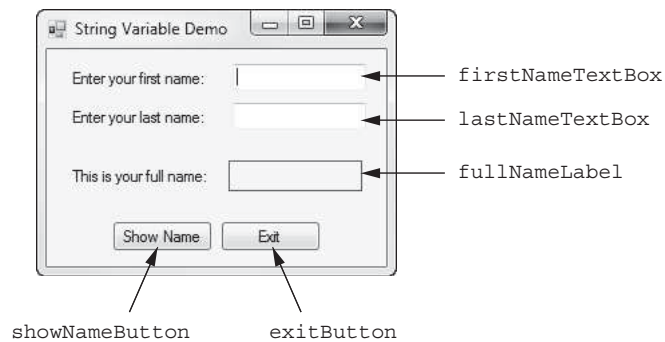 String Variable Demo
Enter your first name: firstNameTextBox
Enter your last name: lastNameTextBox
This is your full name: fullNameLabel
Show Name Exit
showNameButton exitButton